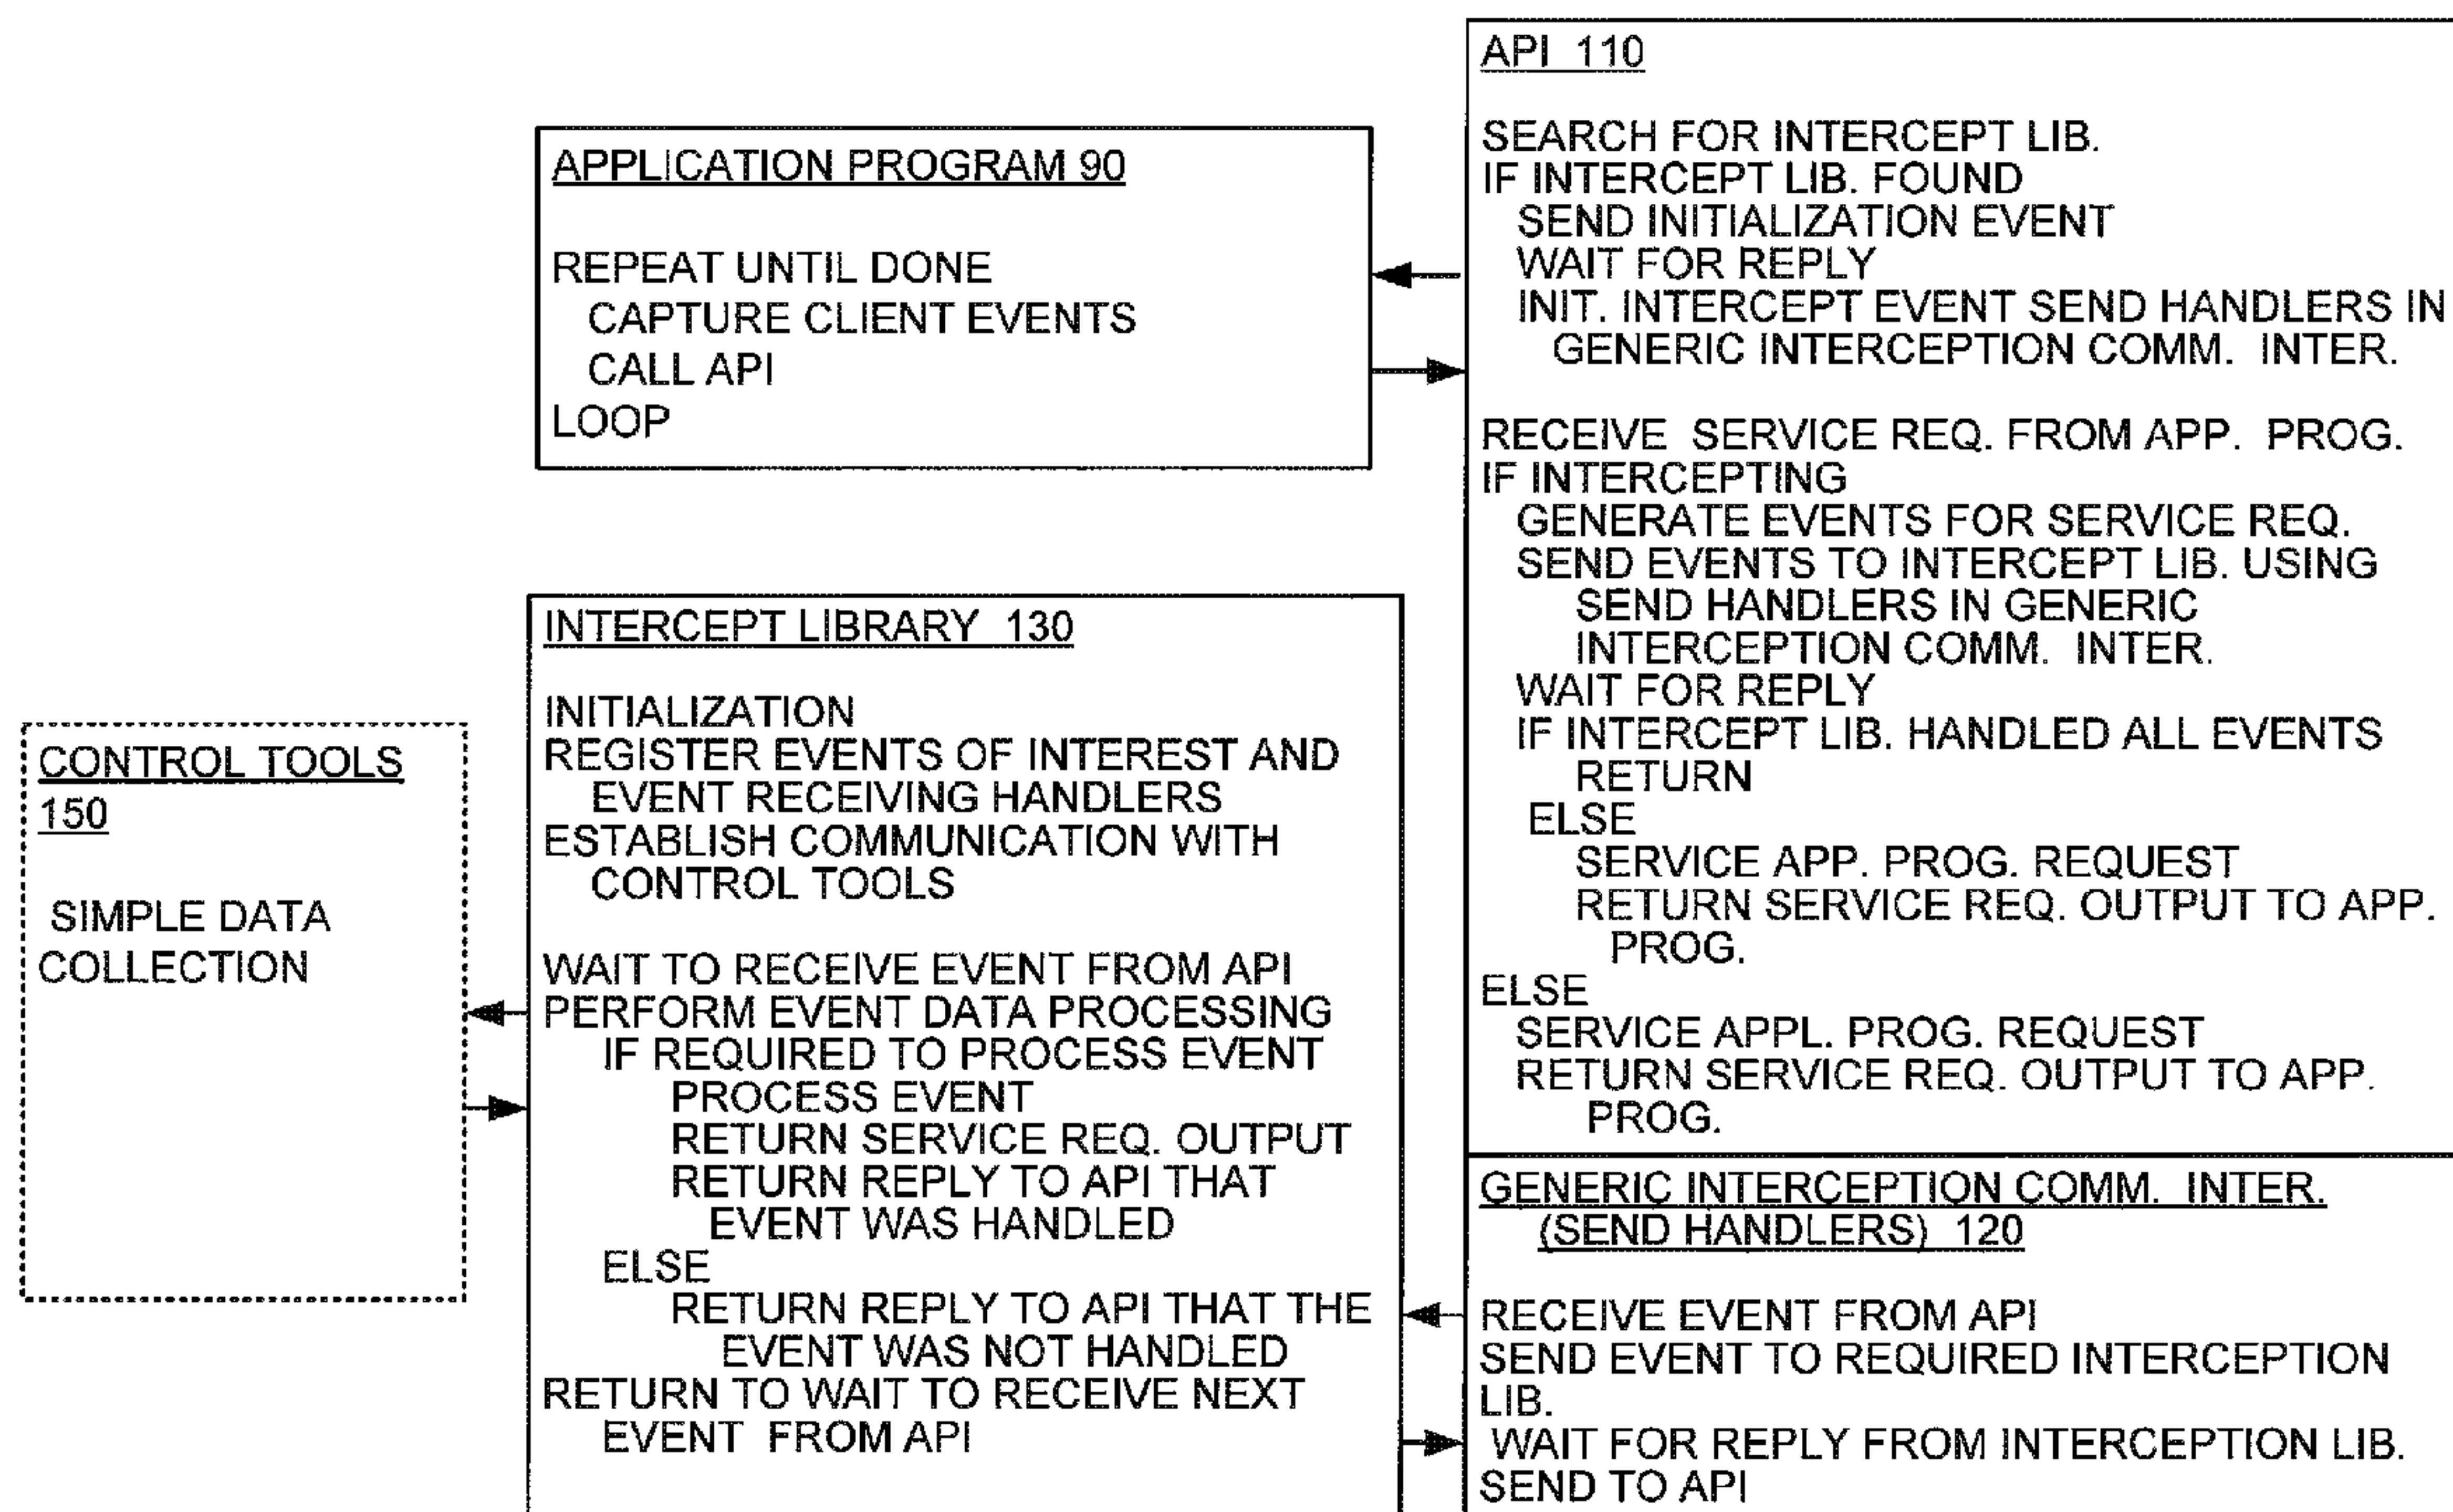 APPLICATION PROGRAM 90
REPEAT UNTIL DONE
CAPTURE CLIENT EVENTS
CALL API
LOOP
API 110
SEARCH FOR INTERCEPT LIB.
IF INTERCEPT LIB. FOUND
SEND INITIALIZATION EVENT
WAIT FOR REPLY
INIT. INTERCEPT EVENT SEND HANDLERS IN
GENERIC INTERCEPTION COMM. INTER.
RECEIVE SERVICE REQ. FROM APP. PROG.
IF INTERCEPTING
GENERATE EVENTS FOR SERVICE REQ.
SEND EVENTS TO INTERCEPT LIB. USING
SEND HANDLERS IN GENERIC
INTERCEPTION COMM. INTER.
WAIT FOR REPLY
IF INTERCEPT LIB. HANDLED ALL EVENTS
RETURN
ELSE
SERVICE APP. PROG. REQUEST
RETURN SERVICE REQ. OUTPUT TO APP.
PROG.
ELSE
SERVICE APPL. PROG. REQUEST
RETURN SERVICE REQ. OUTPUT TO APP.
PROG.
CONTROL TOOLS
150
SIMPLE DATA
COLLECTION
INTERCEPT LIBRARY 130
INITIALIZATION
REGISTER EVENTS OF INTEREST AND
EVENT RECEIVING HANDLERS
ESTABLISH COMMUNICATION WITH
CONTROL TOOLS
WAIT TO RECEIVE EVENT FROM API
PERFORM EVENT DATA PROCESSING
IF REQUIRED TO PROCESS EVENT
PROCESS EVENT
RETURN SERVICE REQ. OUTPUT
RETURN REPLY TO API THAT
EVENT WAS HANDLED
ELSE
RETURN REPLY TO API THAT THE
EVENT WAS NOT HANDLED
RETURN TO WAIT TO RECEIVE NEXT
EVENT FROM API
GENERIC INTERCEPTION COMM. INTER.
(SEND HANDLERS) 120
RECEIVE EVENT FROM API
SEND EVENT TO REQUIRED INTERCEPTION
LIB.
WAIT FOR REPLY FROM INTERCEPTION LIB.
SEND TO API